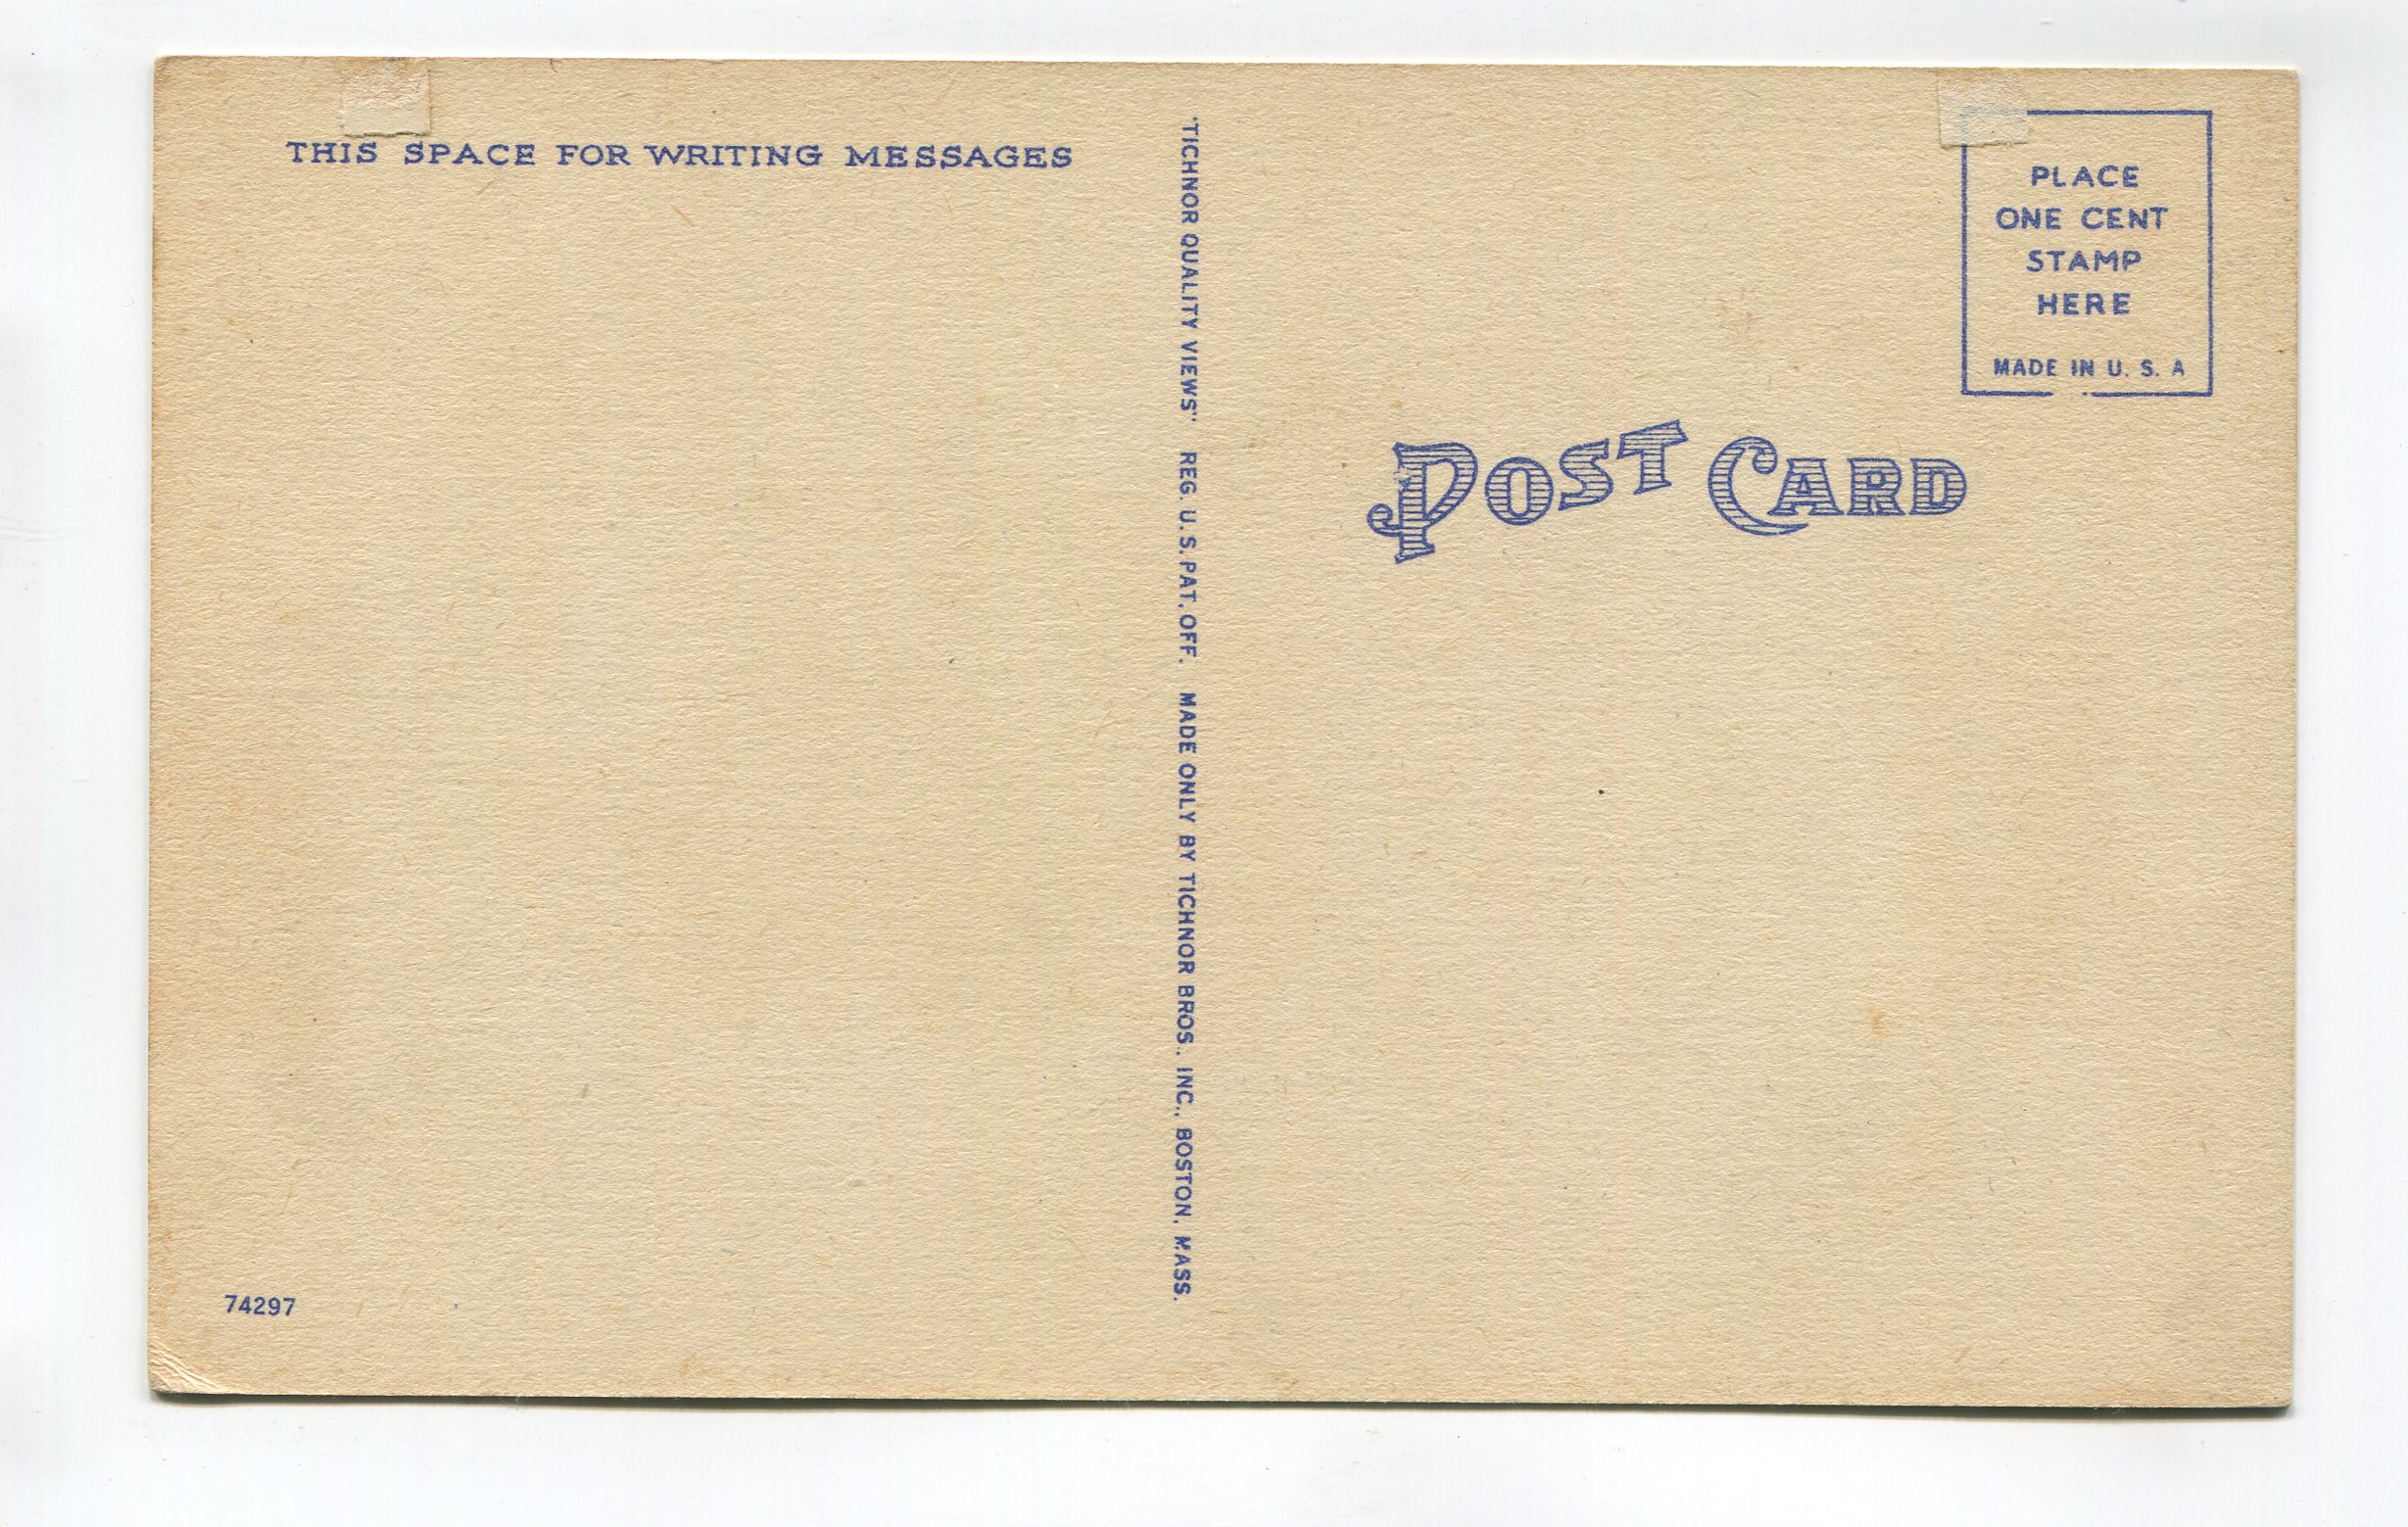 THIS SPACE FOR WRITING MESSAGES
"TICHNOR QUALITY VIEWS" REG. U. S. PAT. OFF. MADE ONLY BY TICHNOR BROS., INC., BOSTON, MASS.
PLACE
ONE CENT
STAMP
HERE
MADE IN U. S. A
POST CARD
74297